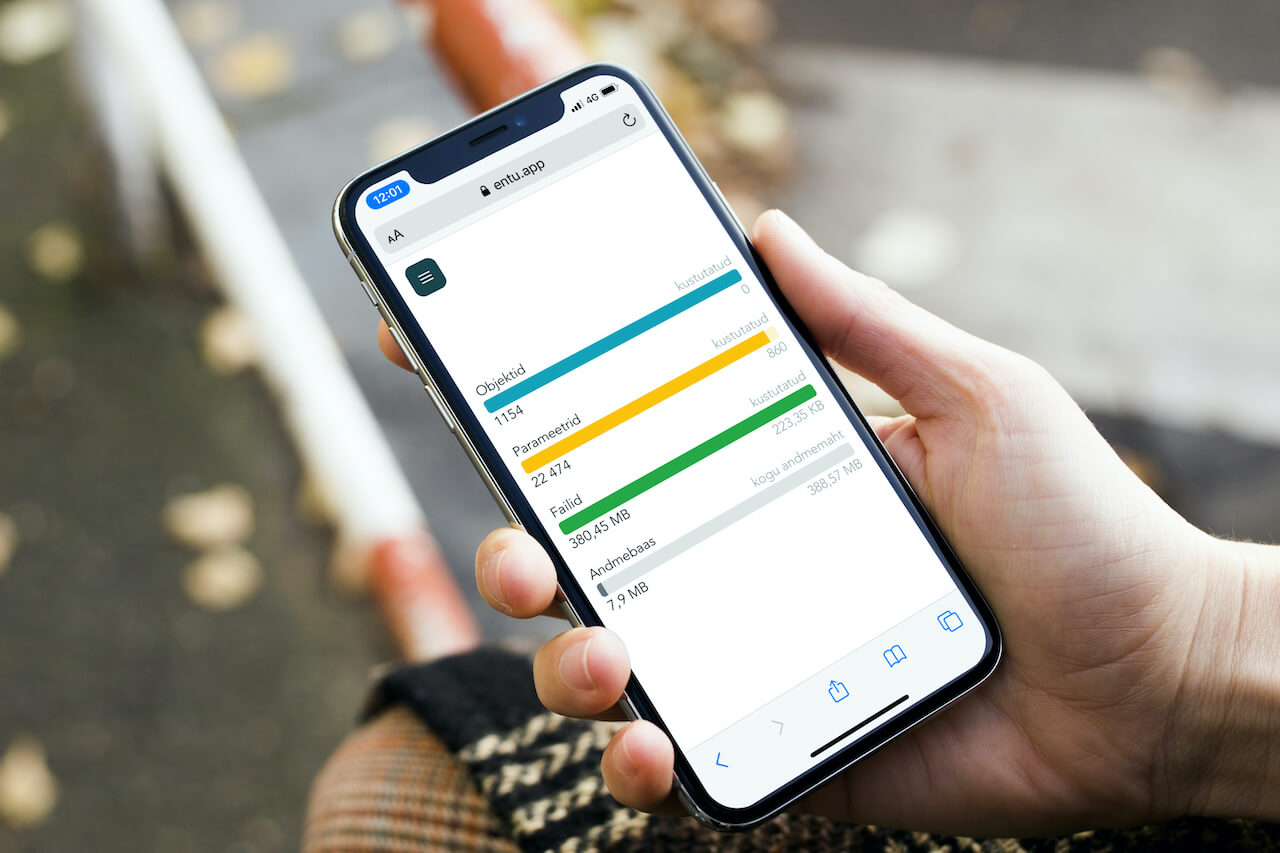 12:01
4G
AA
entu.app
kustutatud
Objektid
1154
0
kustutatud
Parameetrid
22 474
860
kustutatud
Failid
380,45 MB
223,35 KB
kogu andmemaht
Andmebaas
7,9 MB
388,57 MB